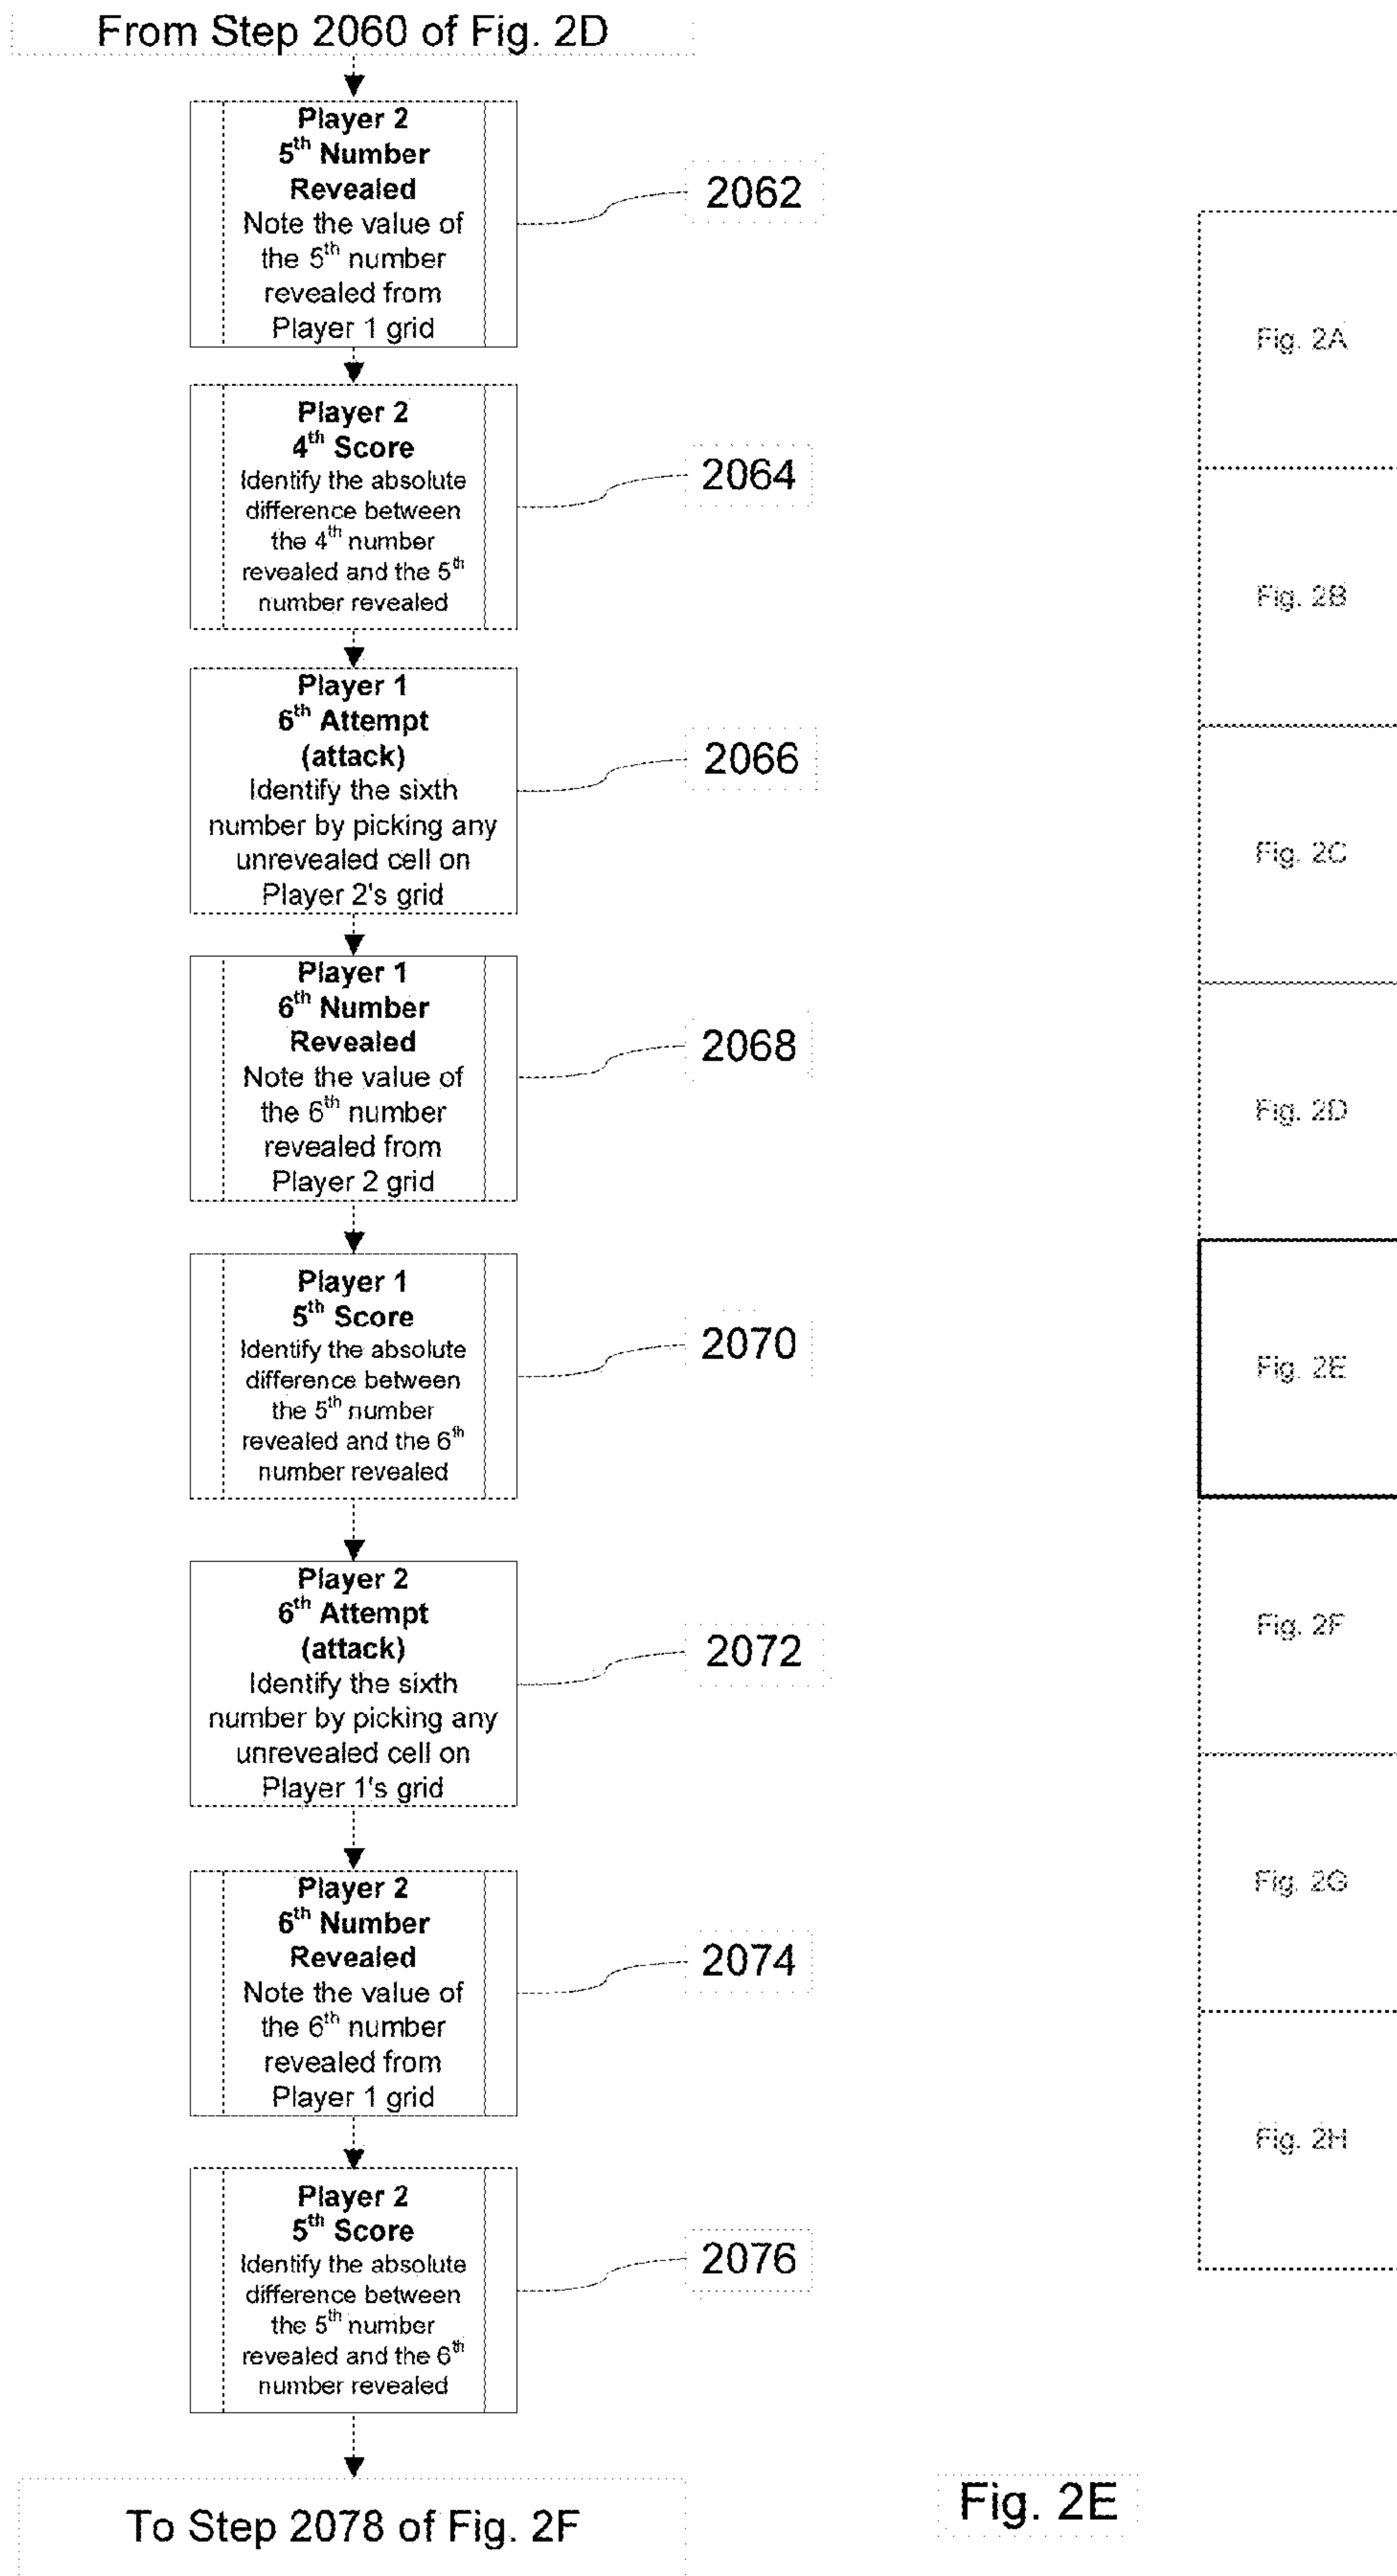 From Step 2060 of Fig. 2D
Player 2
5th Number
Revealed
Note the value of
the 5th number
revealed from
Player 1 grid
2062
Player 2
4th Score
Identify the absolute
difference between
the 4th number
revealed and the 5th
number revealed
2064
Player 1
6th Attempt
(attack)
Identify the sixth
number by picking any
unrevealed cell on
Player 2's grid
2066
Player 1
6th Number
Revealed
Note the value of
the 6th number
revealed from
Player 2 grid
2068
Player 1
5th Score
Identify the absolute
difference between
the 5th number
revealed and the 6th
number revealed
2070
Player 2
6th Attempt
(attack)
Identify the sixth
number by picking any
unrevealed cell on
Player 1's grid
2072
Player 2
6th Number
Revealed
Note the value of
the 6th number
revealed from
Player 1 grid
2074
Player 2
5th Score
Identify the absolute
difference between
the 5th number
revealed and the 6th
number revealed
2076
To Step 2078 of Fig. 2F
Fig. 2A
Fig. 2B
Fig. 2C
Fig. 2D
Fig. 2E
Fig. 2F
Fig. 2G
Fig. 2H
Fig. 2E